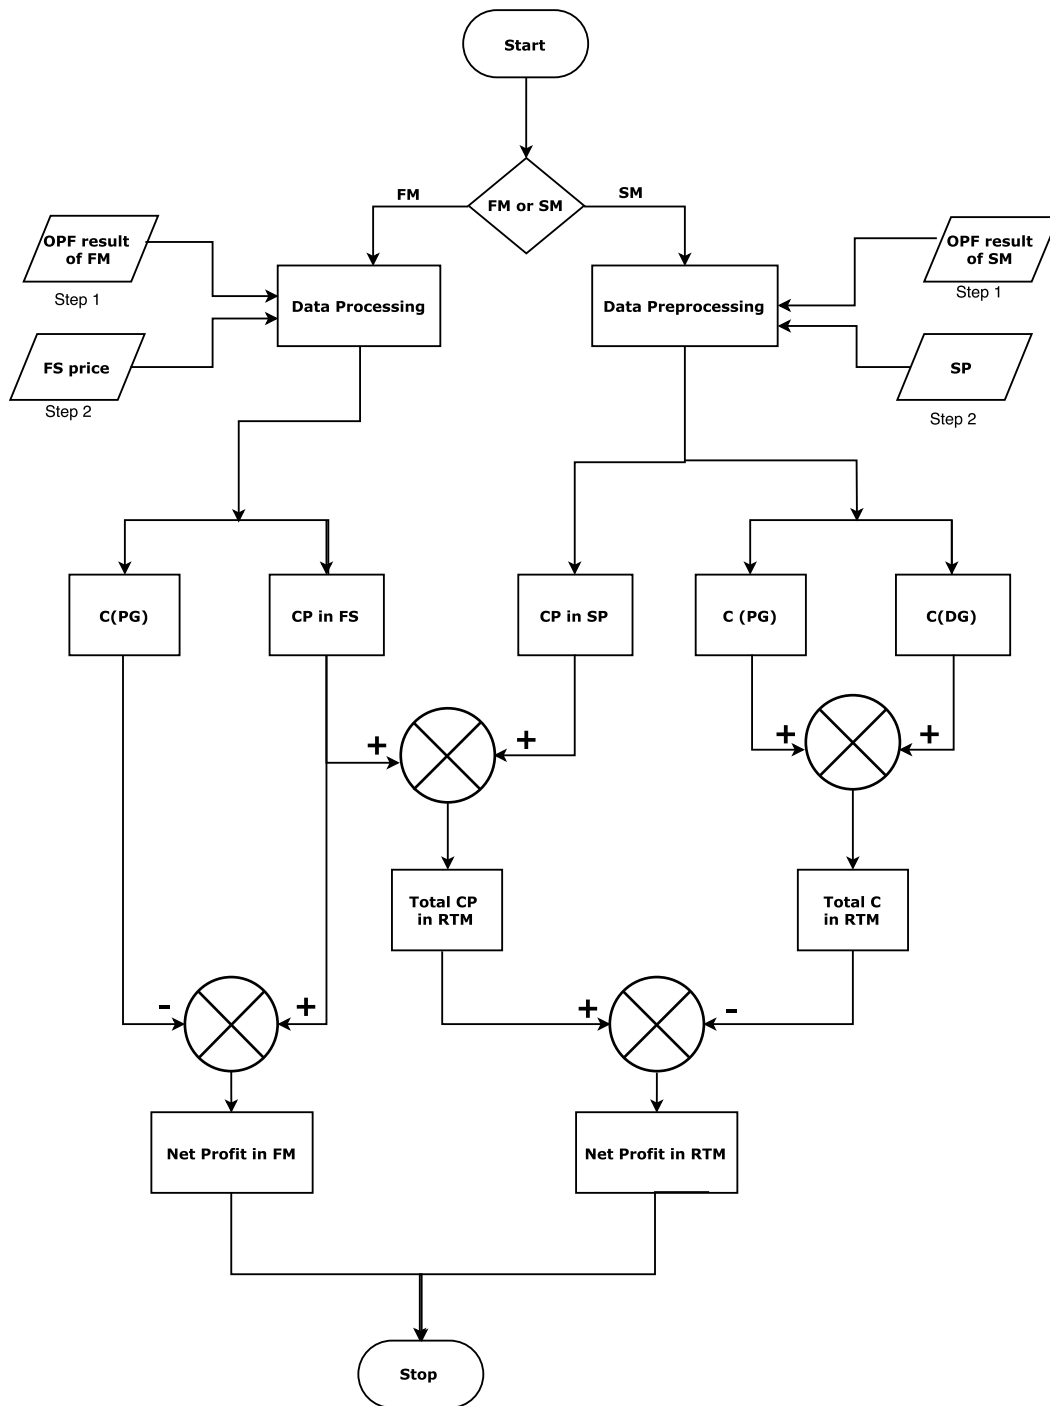 Start
FM
FM or SM
SM
OPF result
of FM
Step 1
OPF result
of SM
Step 1
Data Processing
Data Preprocessing
FS price
Step 2
SP
Step 2
C(PG)
CP in FS
CP in SP
C (PG)
C(DG)
+
+
+
+
Total CP
in RTM
Total C
in RTM
-
+
+
-
Net Profit in FM
Net Profit in RTM
Stop